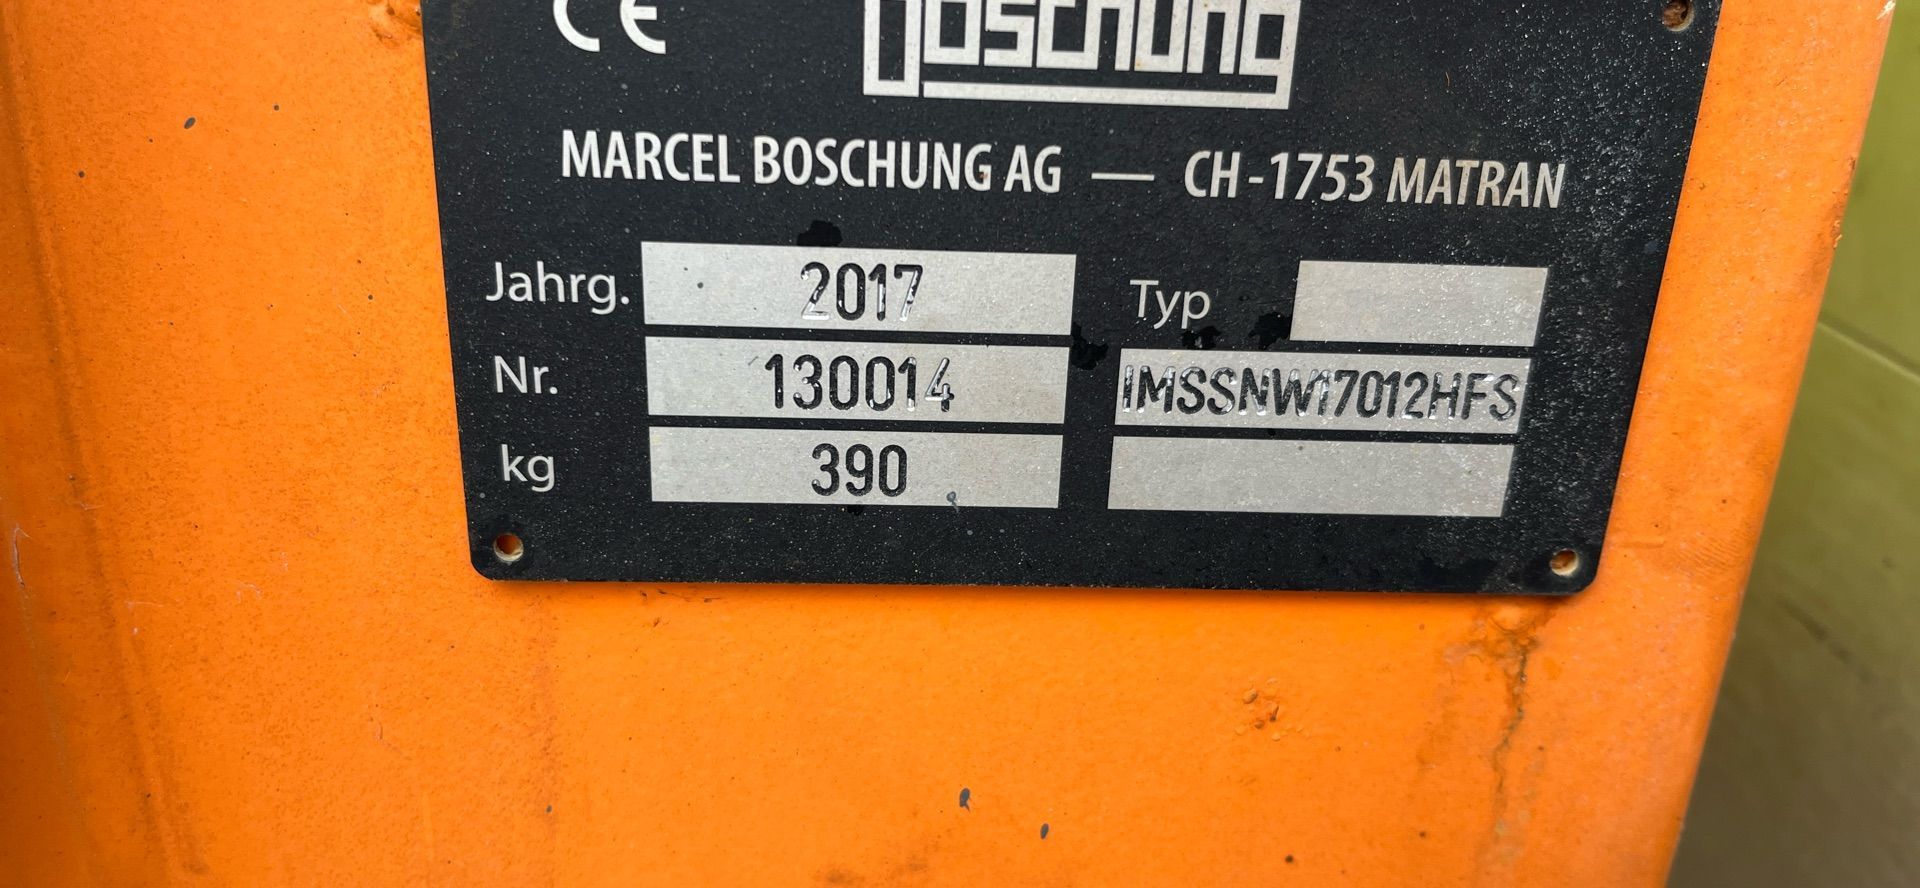 CE boschung
MARCEL BOSCHUNG AG — CH-1753 MATRAN
Jahrg. 2017 Typ
Nr. 130014 IMSSNW17012HFS
kg 390